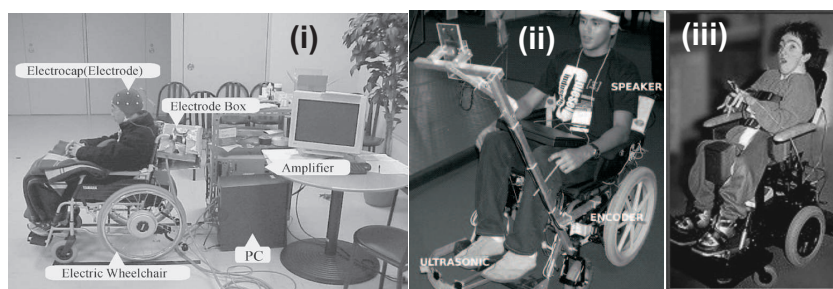 (i)
Electrocap(Electrode)
Electrode Box
Amplifier
PC
Electric Wheelchair
(ii)
SPEAKER
ENCODER
ULTRASONIC
(iii)